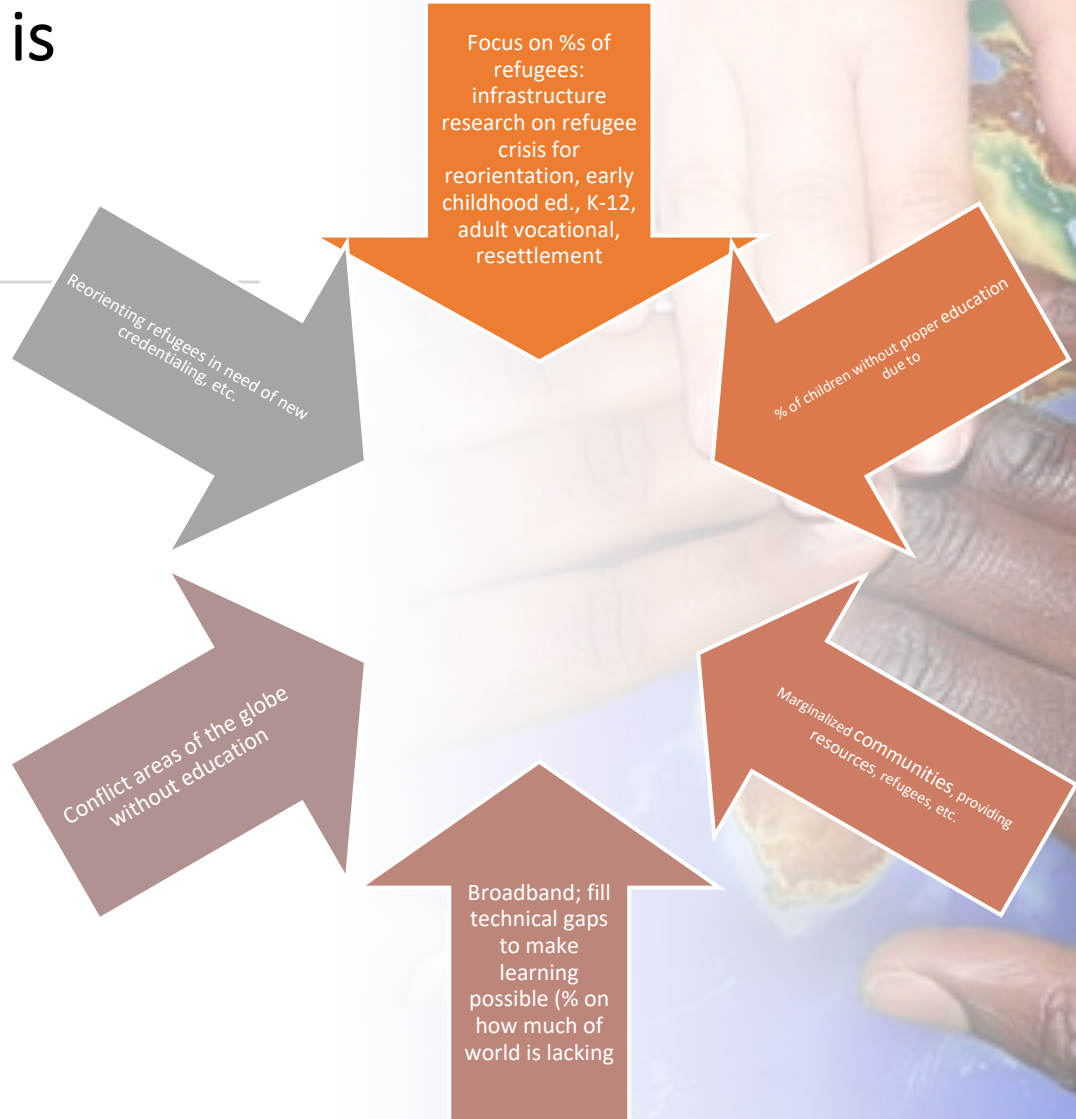 is
Focus on %s of
refugees:
infrastructure
research on refugee
crisis for
reorientation, early
childhood ed., K-12,
adult vocational,
resettlement
% of children without proper education
due to
Marginalized communities, providing
resources, refugees, etc.
Broadband; fill
technical gaps
to make
learning
possible (% on
how much of
world is lacking
Conflict areas of the globe
without education
Reorienting refugees in need of new
credentialing, etc.